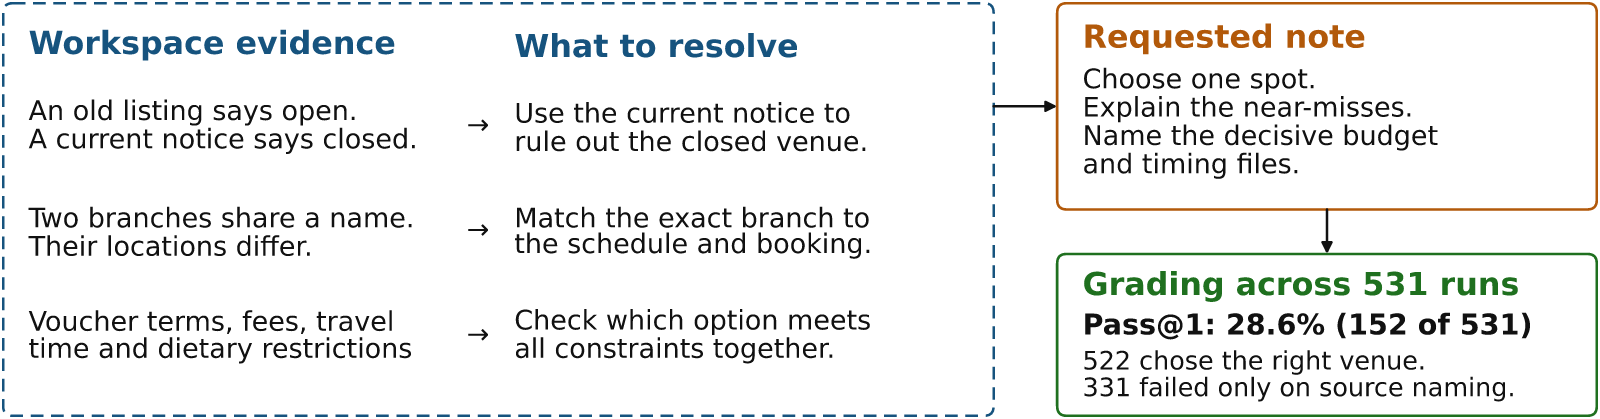 Workspace evidence
What to resolve
An old listing says open.
A current notice says closed.
→
Use the current notice to
rule out the closed venue.
Two branches share a name.
Their locations differ.
→
Match the exact branch to
the schedule and booking.
Voucher terms, fees, travel
time and dietary restrictions
→
Check which option meets
all constraints together.
Requested note
Choose one spot.
Explain the near-misses.
Name the decisive budget
and timing files.
Grading across 531 runs
Pass@1: 28.6% (152 of 531)
522 chose the right venue.
331 failed only on source naming.